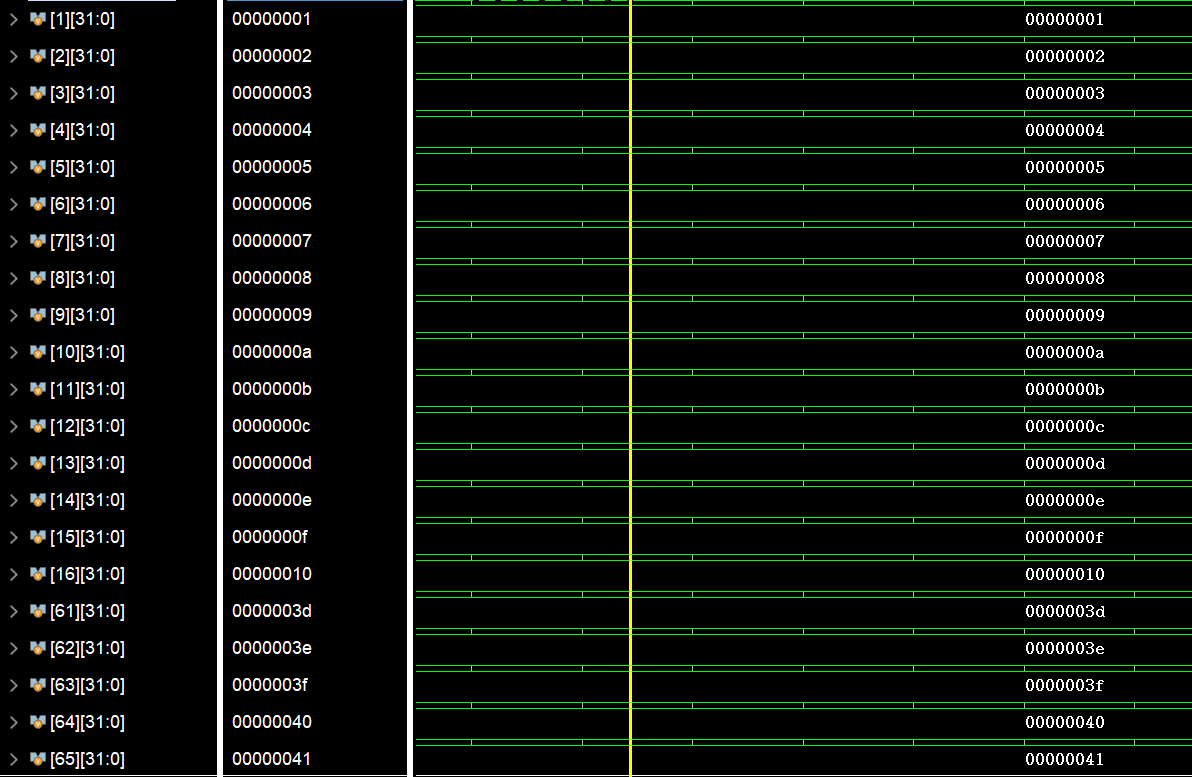 [1][31:0] 00000001 00000001
[2][31:0] 00000002 00000002
[3][31:0] 00000003 00000003
[4][31:0] 00000004 00000004
[5][31:0] 00000005 00000005
[6][31:0] 00000006 00000006
[7][31:0] 00000007 00000007
[8][31:0] 00000008 00000008
[9][31:0] 00000009 00000009
[10][31:0] 0000000a 0000000a
[11][31:0] 0000000b 0000000b
[12][31:0] 0000000c 0000000c
[13][31:0] 0000000d 0000000d
[14][31:0] 0000000e 0000000e
[15][31:0] 0000000f 0000000f
[16][31:0] 00000010 00000010
[61][31:0] 0000003d 0000003d
[62][31:0] 0000003e 0000003e
[63][31:0] 0000003f 0000003f
[64][31:0] 00000040 00000040
[65][31:0] 00000041 00000041